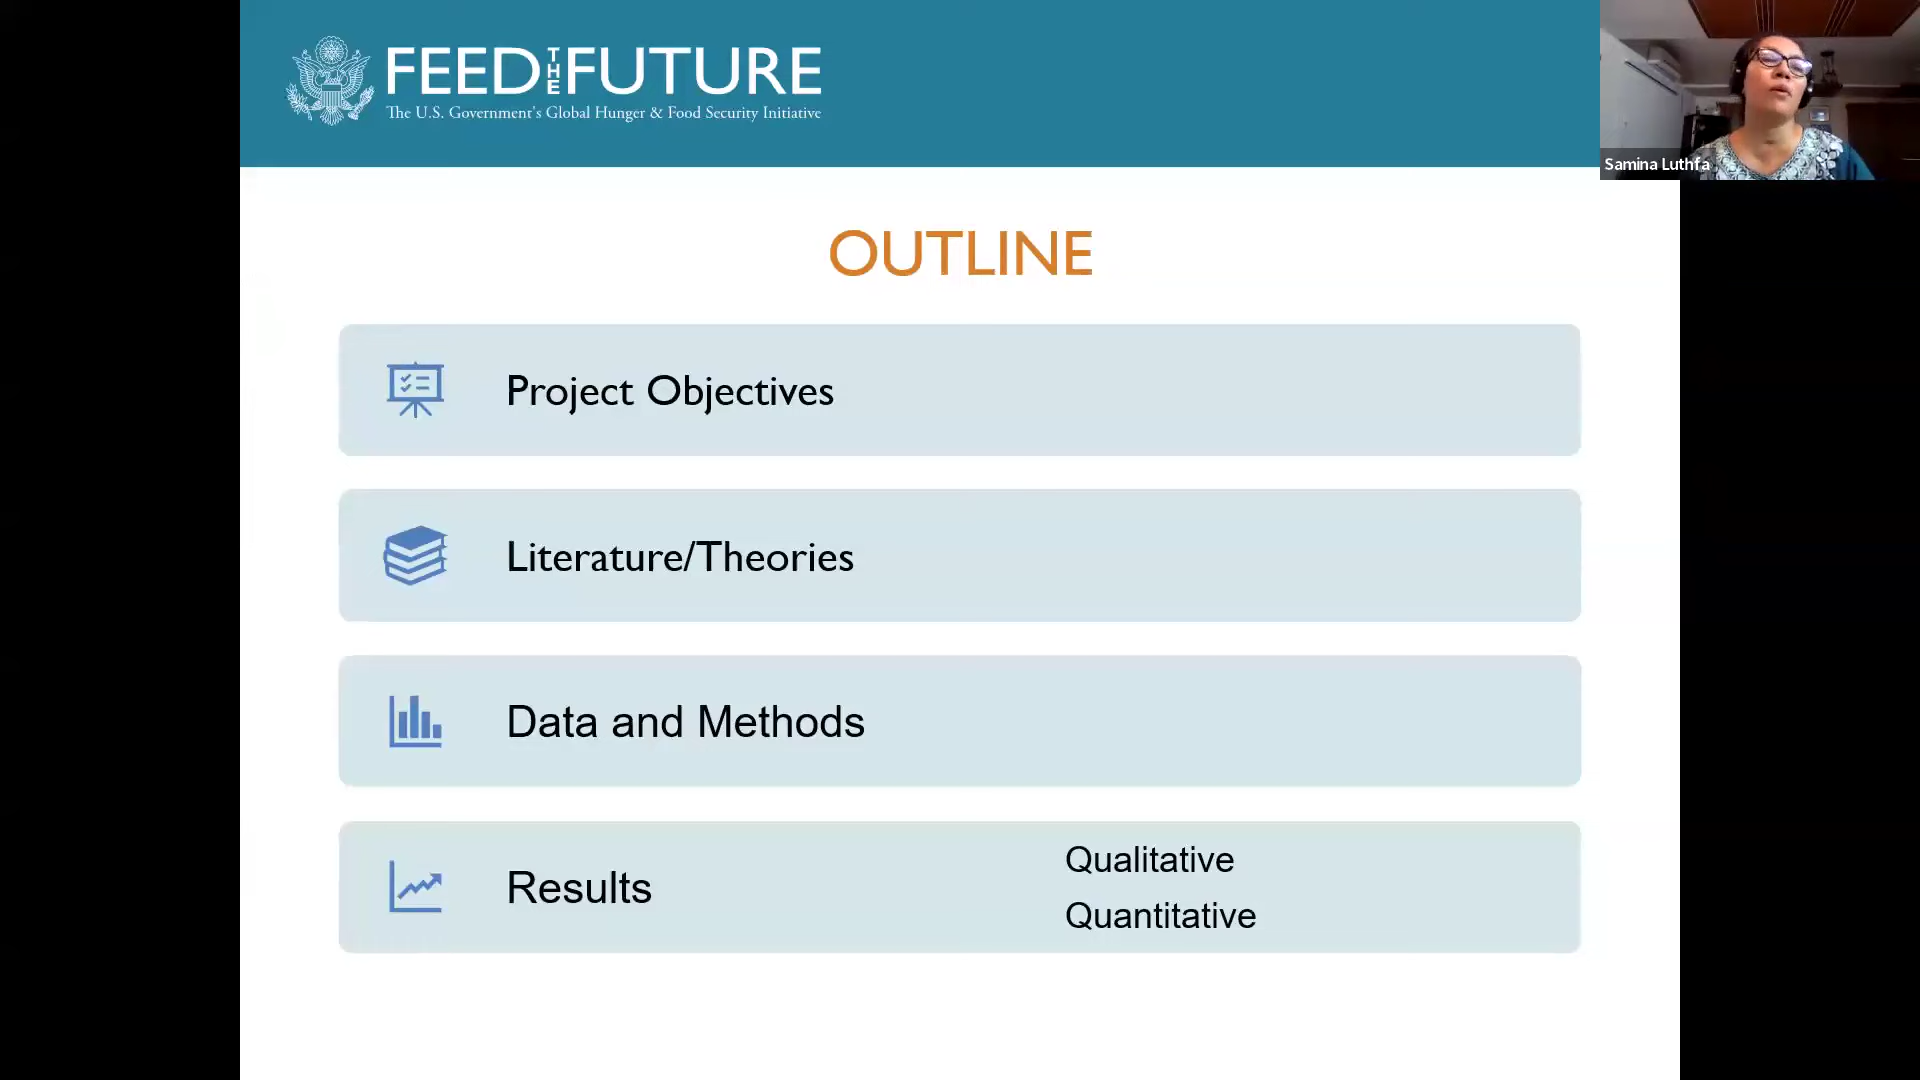 FEED THE FUTURE
The U.S. Government's Global Hunger & Food Security Initiative
Samina Luthfa
OUTLINE
Project Objectives
Literature/Theories
Data and Methods
Results
Qualitative
Quantitative